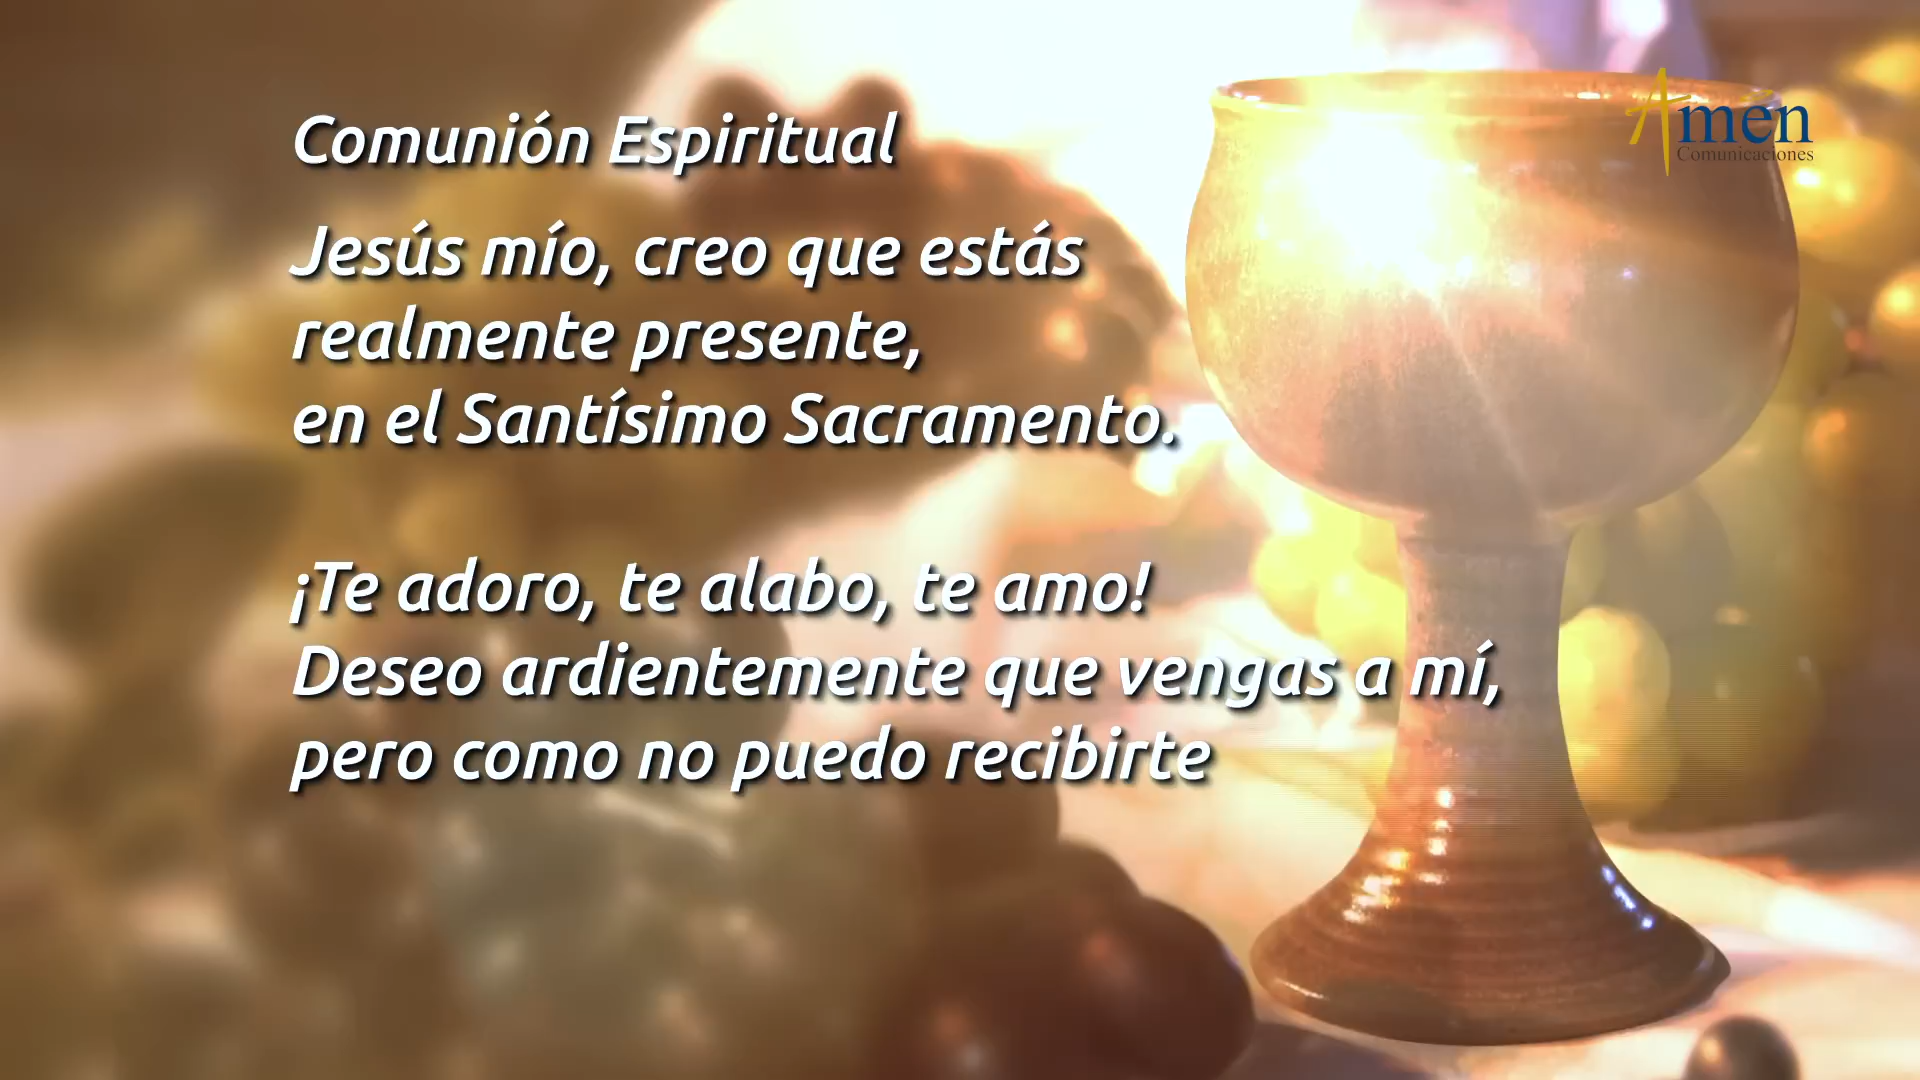 Comunión Espiritual
Amén
Comunicaciones
Jesús mío, creo que estás
realmente presente,
en el Santísimo Sacramento.
¡Te adoro, te alabo, te amo!
Deseo ardientemente que vengas a mí,
pero como no puedo recibirte